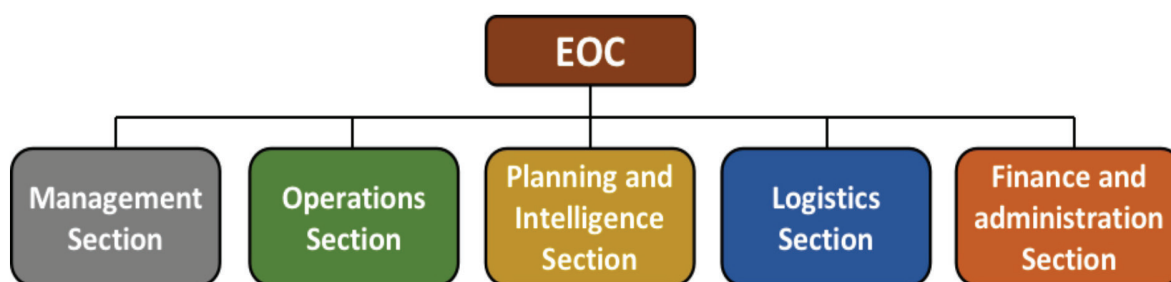 EOC
Management
Section
Operations
Section
Planning and
Intelligence
Section
Logistics
Section
Finance and
administration
Section